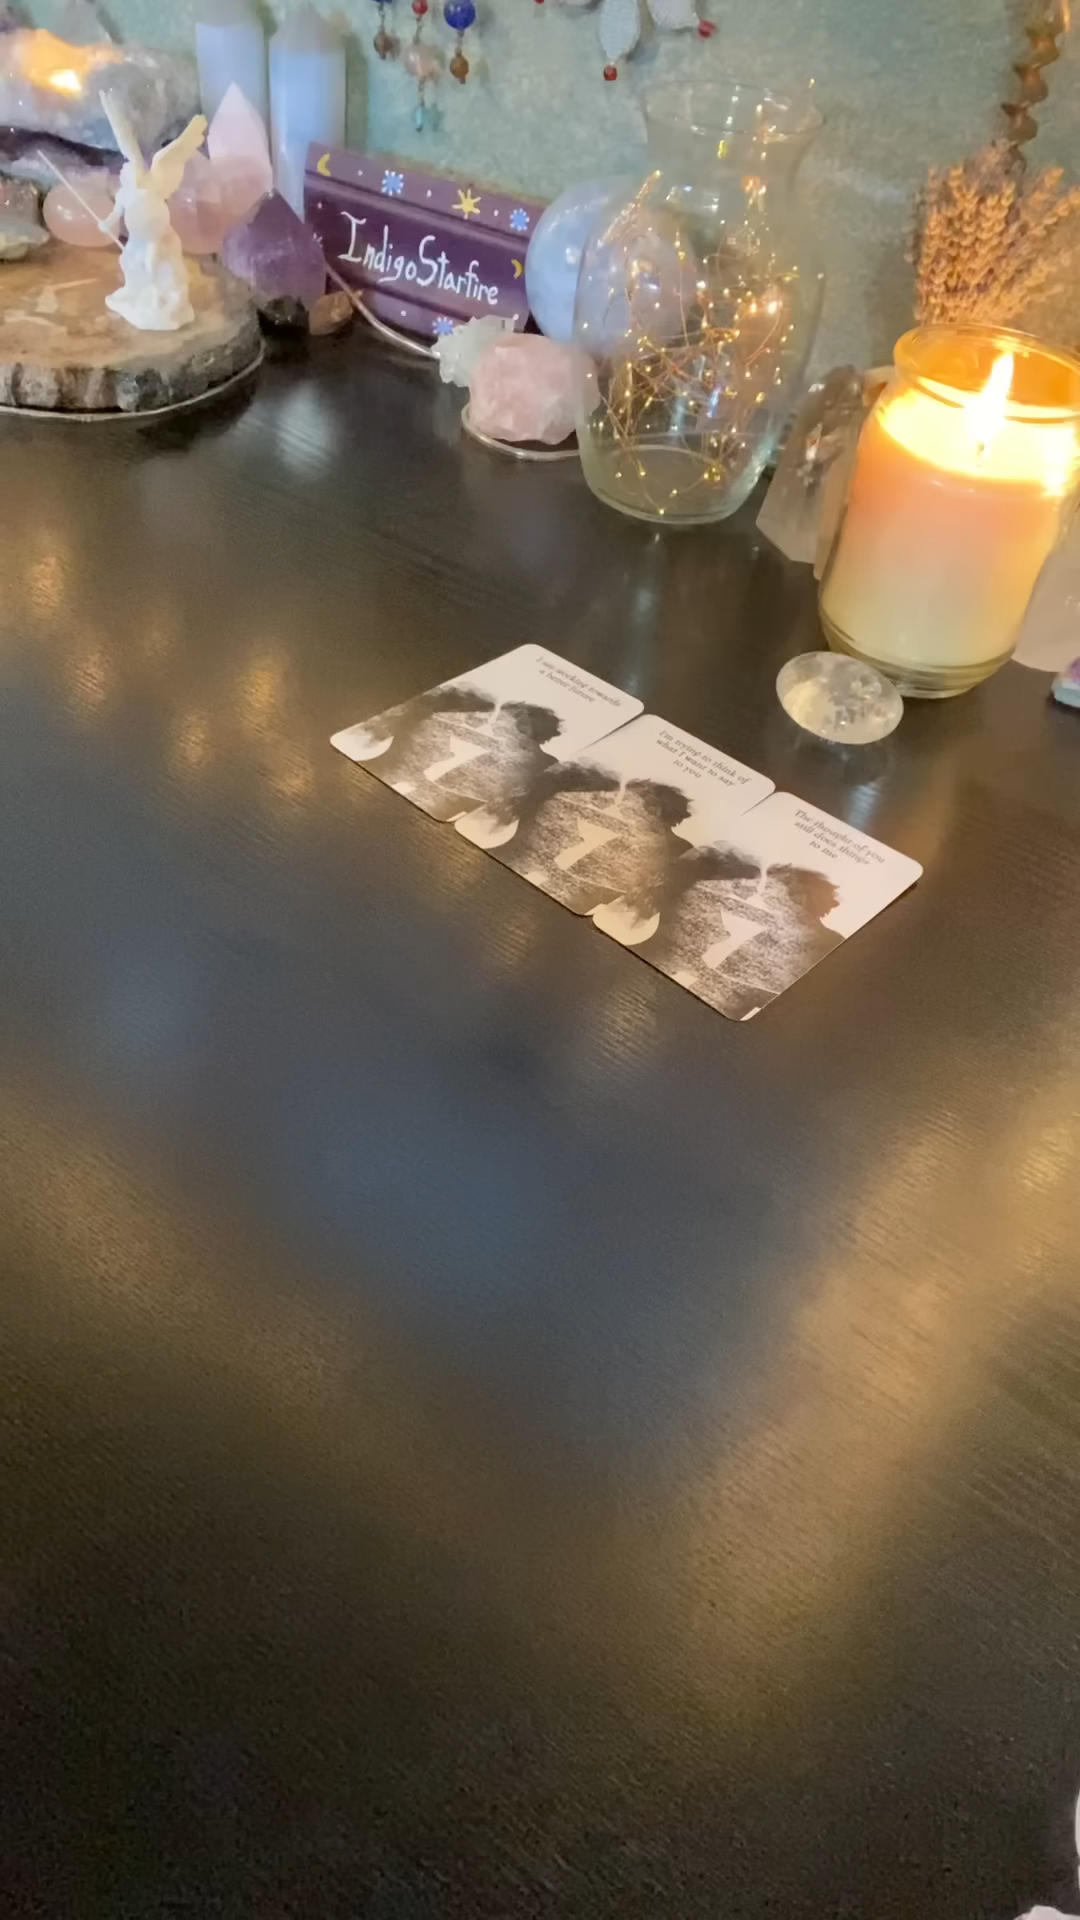 IndigoStarfire
I am working towards
a better future
I'm trying to think of
what I want to say
to you
The thought of you
still does things
to me